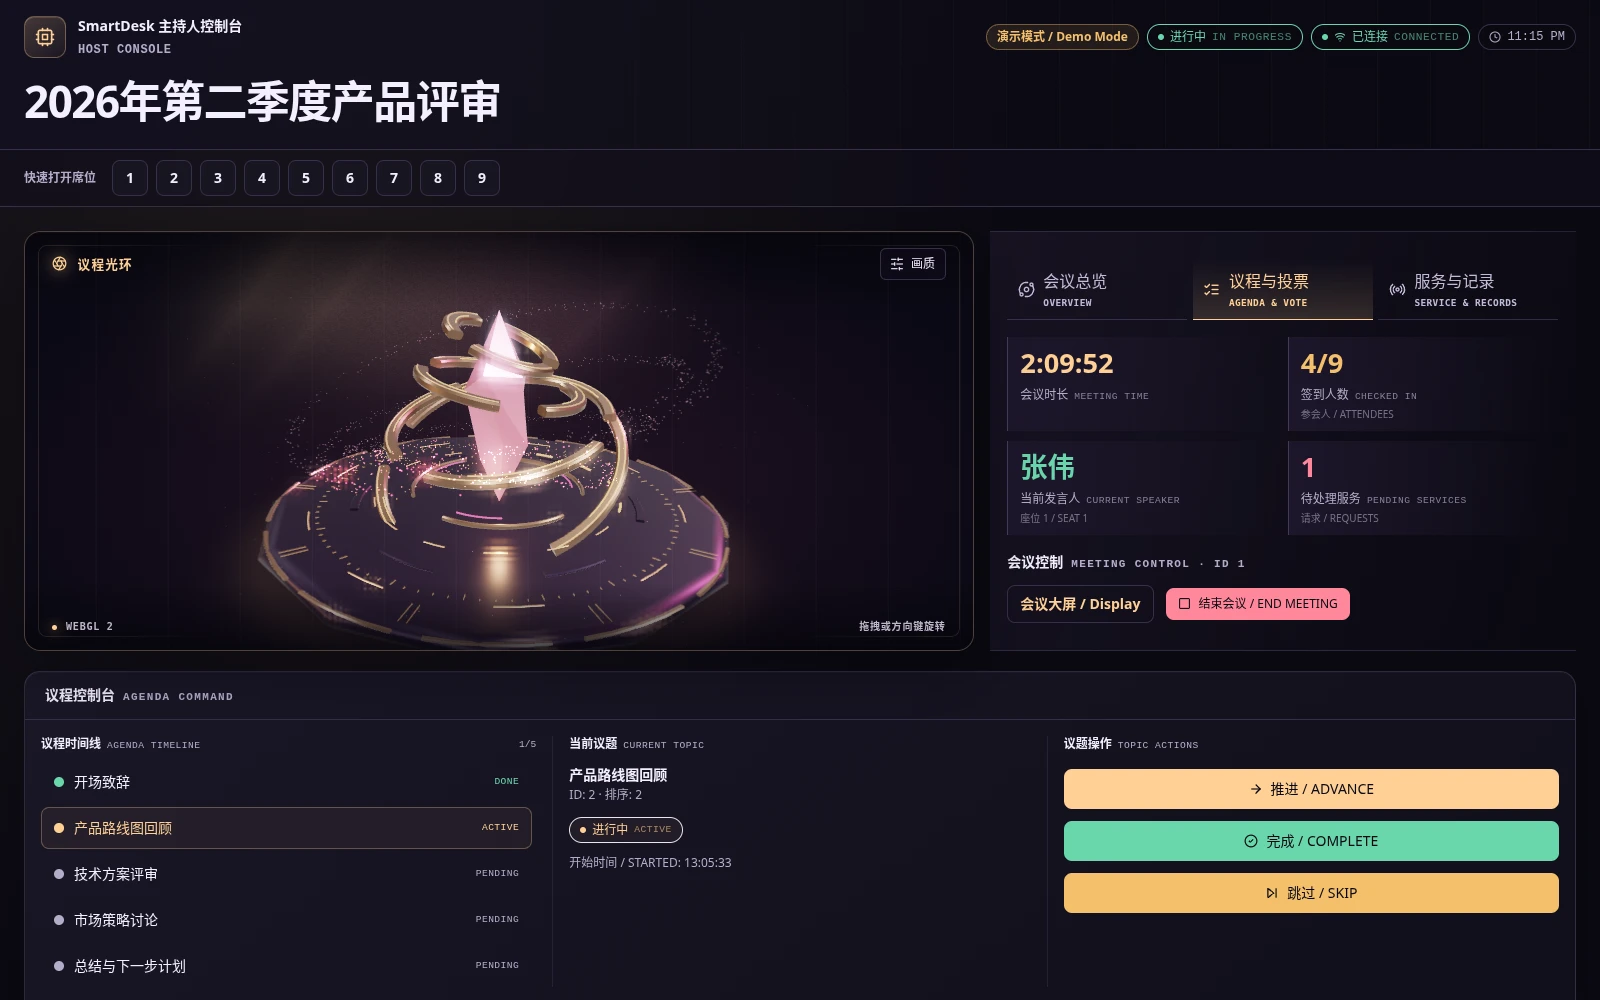 SmartDesk 主持人控制台
HOST CONSOLE
演示模式 / Demo Mode
进行中 IN PROGRESS
已连接 CONNECTED
11:15 PM
2026年第二季度产品评审
快速打开席位
1 2 3 4 5 6 7 8 9
议程光环
画质
WEBGL 2
拖拽或方向键旋转
会议总览
OVERVIEW
议程与投票
AGENDA & VOTE
服务与记录
SERVICE & RECORDS
2:09:52
会议时长 MEETING TIME
4/9
签到人数 CHECKED IN
参会人 / ATTENDEES
张伟
当前发言人 CURRENT SPEAKER
座位 1 / SEAT 1
1
待处理服务 PENDING SERVICES
请求 / REQUESTS
会议控制 MEETING CONTROL · ID 1
会议大屏 / Display
结束会议 / END MEETING
议程控制台 AGENDA COMMAND
议程时间线 AGENDA TIMELINE 1/5
开场致辞 DONE
产品路线图回顾 ACTIVE
技术方案评审 PENDING
市场策略讨论 PENDING
总结与下一步计划 PENDING
当前议题 CURRENT TOPIC
产品路线图回顾
ID: 2 · 排序: 2
进行中 ACTIVE
开始时间 / STARTED: 13:05:33
议题操作 TOPIC ACTIONS
推进 / ADVANCE
完成 / COMPLETE
跳过 / SKIP